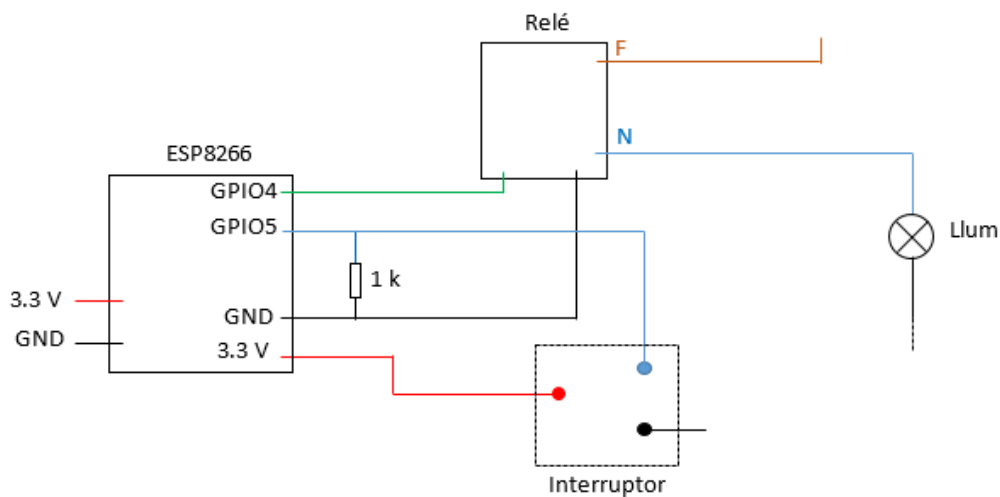 Relé
F
N
ESP8266
GPIO4
GPIO5
Llum
1 k
3.3 V
GND
GND
3.3 V
Interruptor